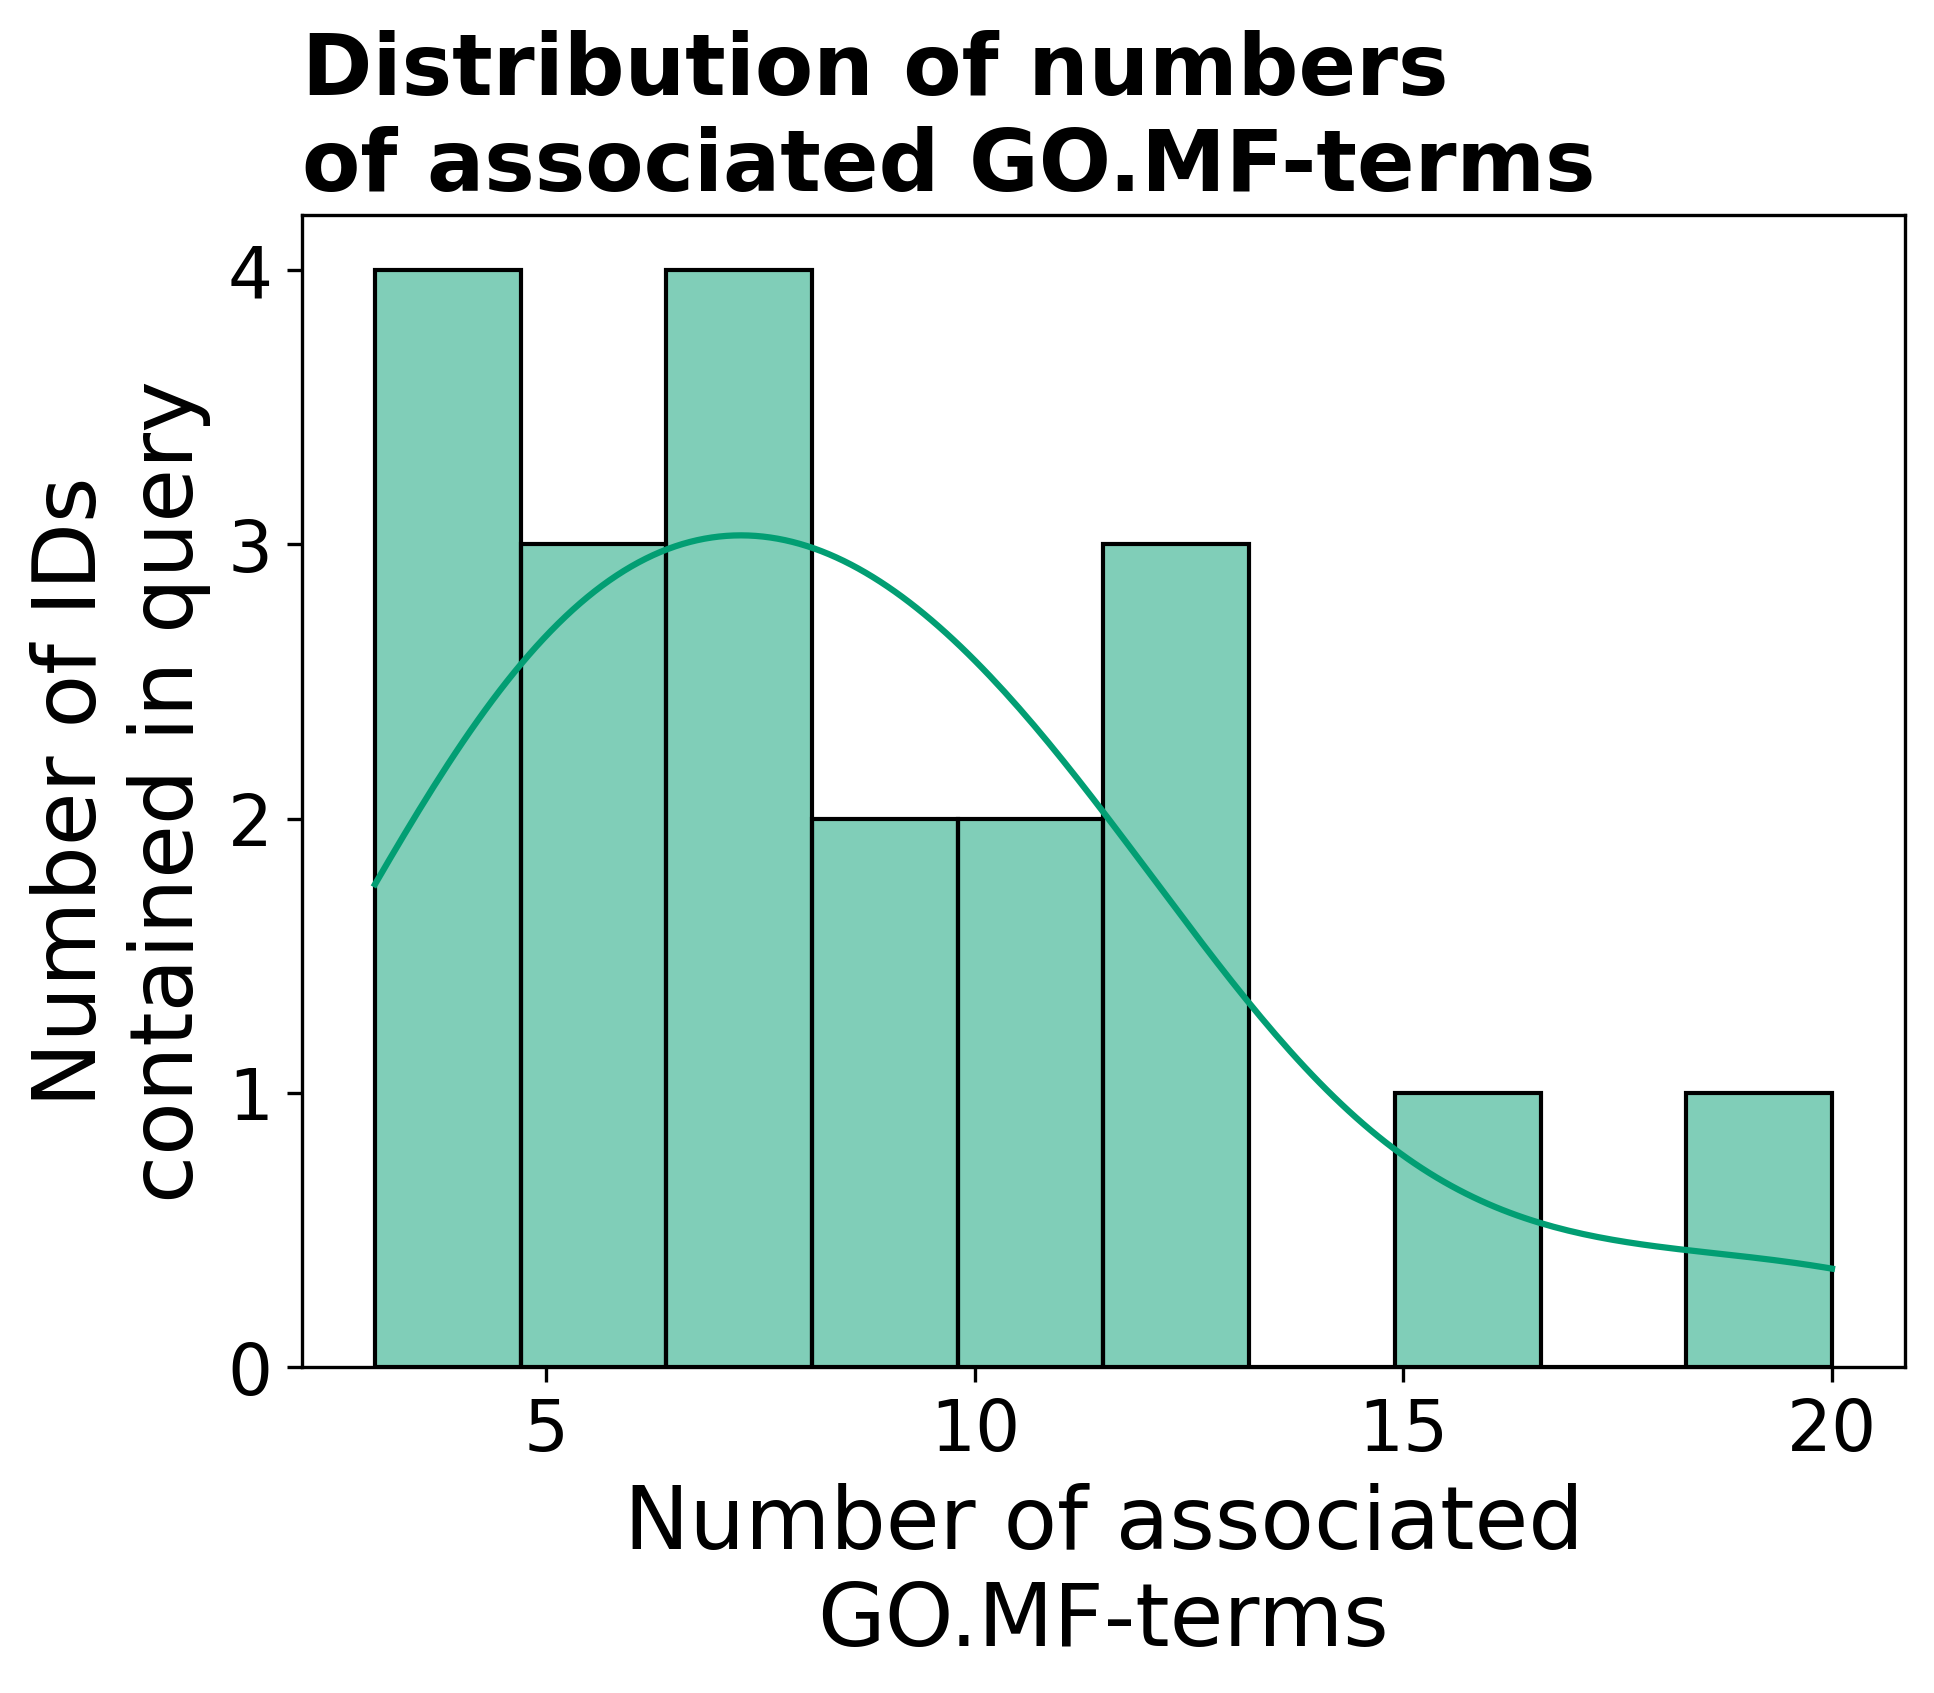 Distribution of numbers
of associated GO.MF-terms
Number of IDs
contained in query
4
3
2
1
0
5 10 15 20
Number of associated
GO.MF-terms